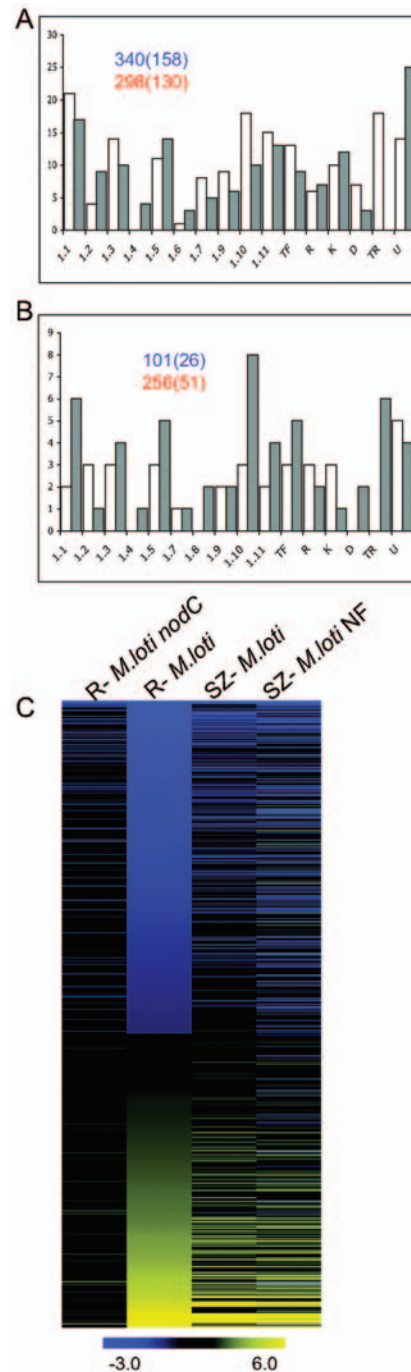 A
30
25
20
15
10
5
0
340(158)
298(130)
1.1 1.2 1.3 1.4 1.5 1.6 1.7 1.9 1.10 1.11 TF R K D TR U
B
9
8
7
6
5
4
3
2
1
0
101(26)
256(51)
1.1 1.2 1.3 1.4 1.5 1.7 1.8 1.9 1.10 1.11 TF R K D TR U
C
R- M.loti nodC
R- M.loti
SZ- M.loti
SZ- M.loti NF
-3.0 6.0